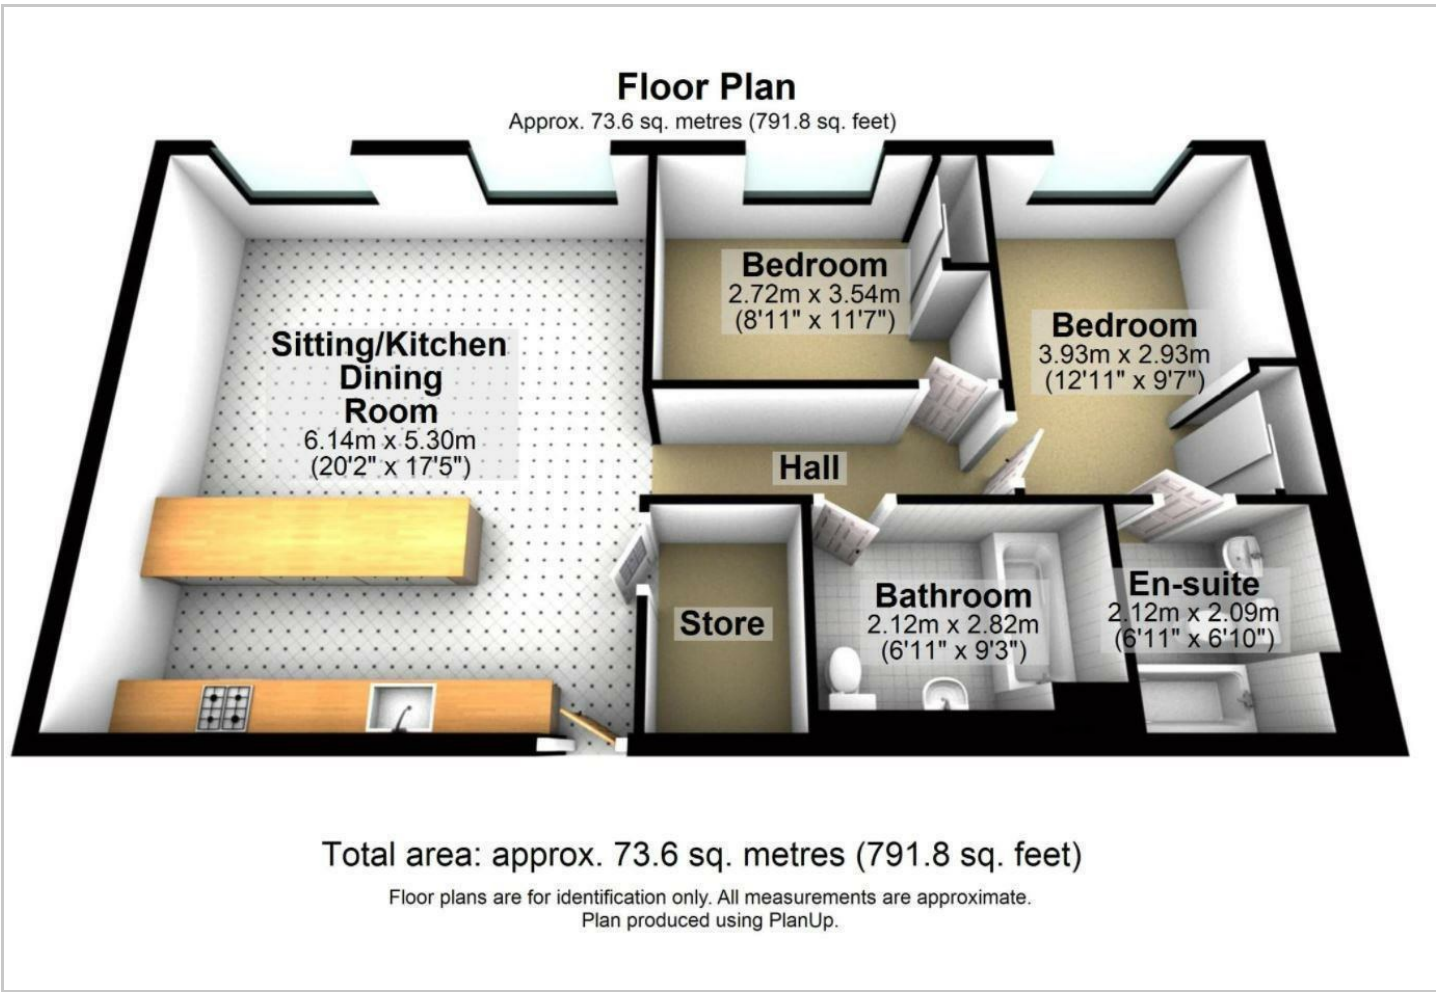 Floor Plan
Approx. 73.6 sq. metres (791.8 sq. feet)
Sitting/Kitchen
Dining
Room
6.14m x 5.30m
(20'2" x 17'5")
Bedroom
2.72m x 3.54m
(8'11" x 11'7")
Bedroom
3.93m x 2.93m
(12'11" x 9'7")
Hall
Store
Bathroom
2.12m x 2.82m
(6'11" x 9'3")
En-suite
2.12m x 2.09m
(6'11" x 6'10")
Total area: approx. 73.6 sq. metres (791.8 sq. feet)
Floor plans are for identification only. All measurements are approximate.
Plan produced using PlanUp.